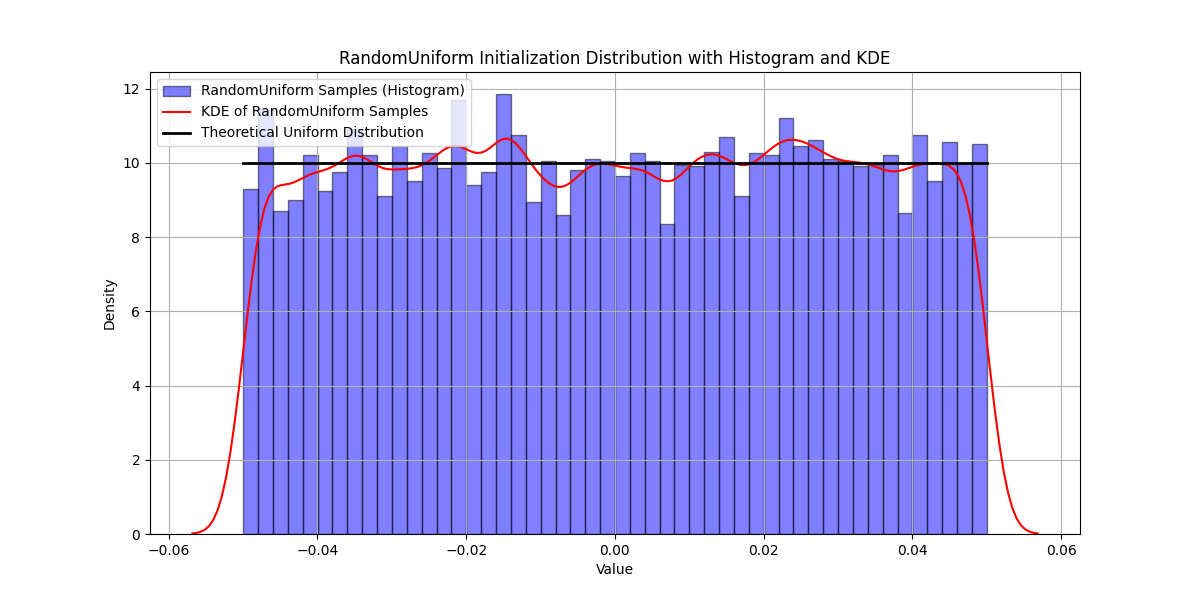 RandomUniform Initialization Distribution with Histogram and KDE
12
10
8
6
4
2
0
Density
RandomUniform Samples (Histogram)
KDE of RandomUniform Samples
Theoretical Uniform Distribution
−0.06 −0.04 −0.02 0.00 0.02 0.04 0.06
Value